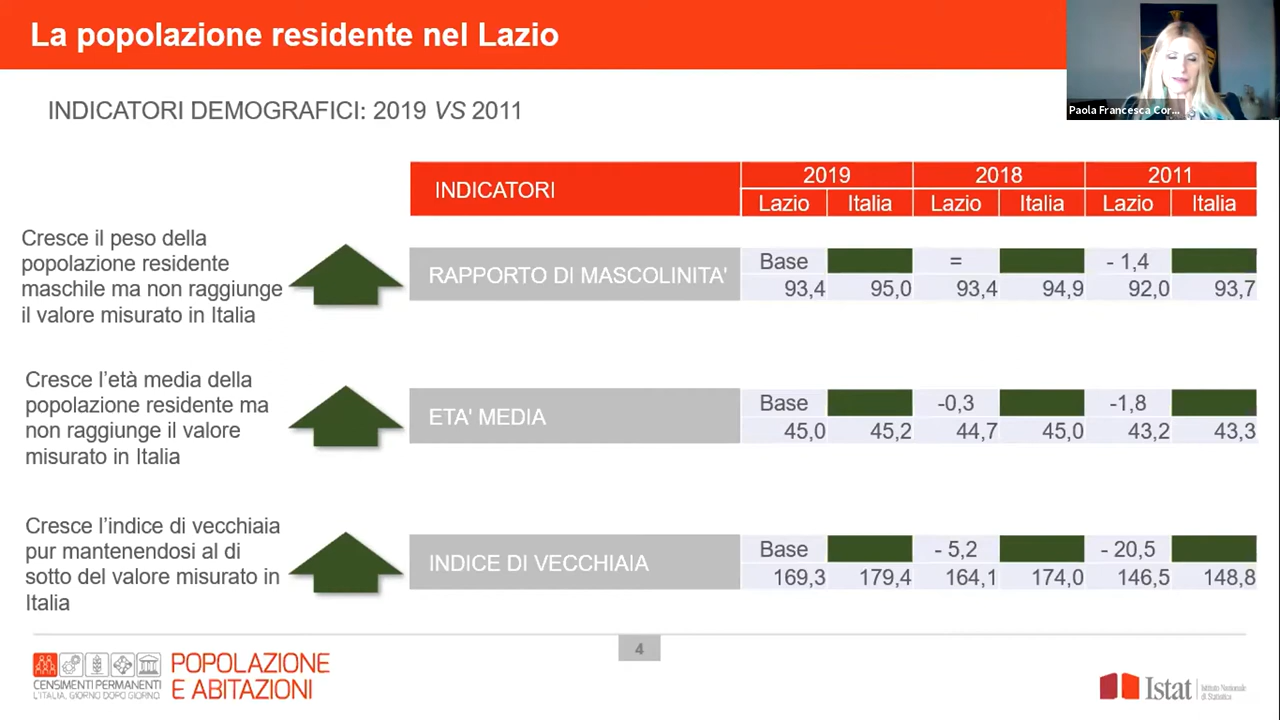 La popolazione residente nel Lazio
Paola Francesca Cor...
INDICATORI DEMOGRAFICI: 2019 VS 2011
INDICATORI
2019 2018 2011
Lazio Italia Lazio Italia Lazio Italia
Cresce il peso della
popolazione residente
maschile ma non raggiunge
il valore misurato in Italia
RAPPORTO DI MASCOLINITA'
Base = - 1,4
93,4 95,0 93,4 94,9 92,0 93,7
Cresce l'età media della
popolazione residente ma
non raggiunge il valore
misurato in Italia
ETA' MEDIA
Base -0,3 -1,8
45,0 45,2 44,7 45,0 43,2 43,3
Cresce l'indice di vecchiaia
pur mantenendosi al di
sotto del valore misurato in
Italia
INDICE DI VECCHIAIA
Base - 5,2 - 20,5
169,3 179,4 164,1 174,0 146,5 148,8
4
CENSIMENTI PERMANENTI
L'ITALIA, GIORNO DOPO GIORNO.
POPOLAZIONE
E ABITAZIONI
Istat
Istituto Nazionale
di Statistica